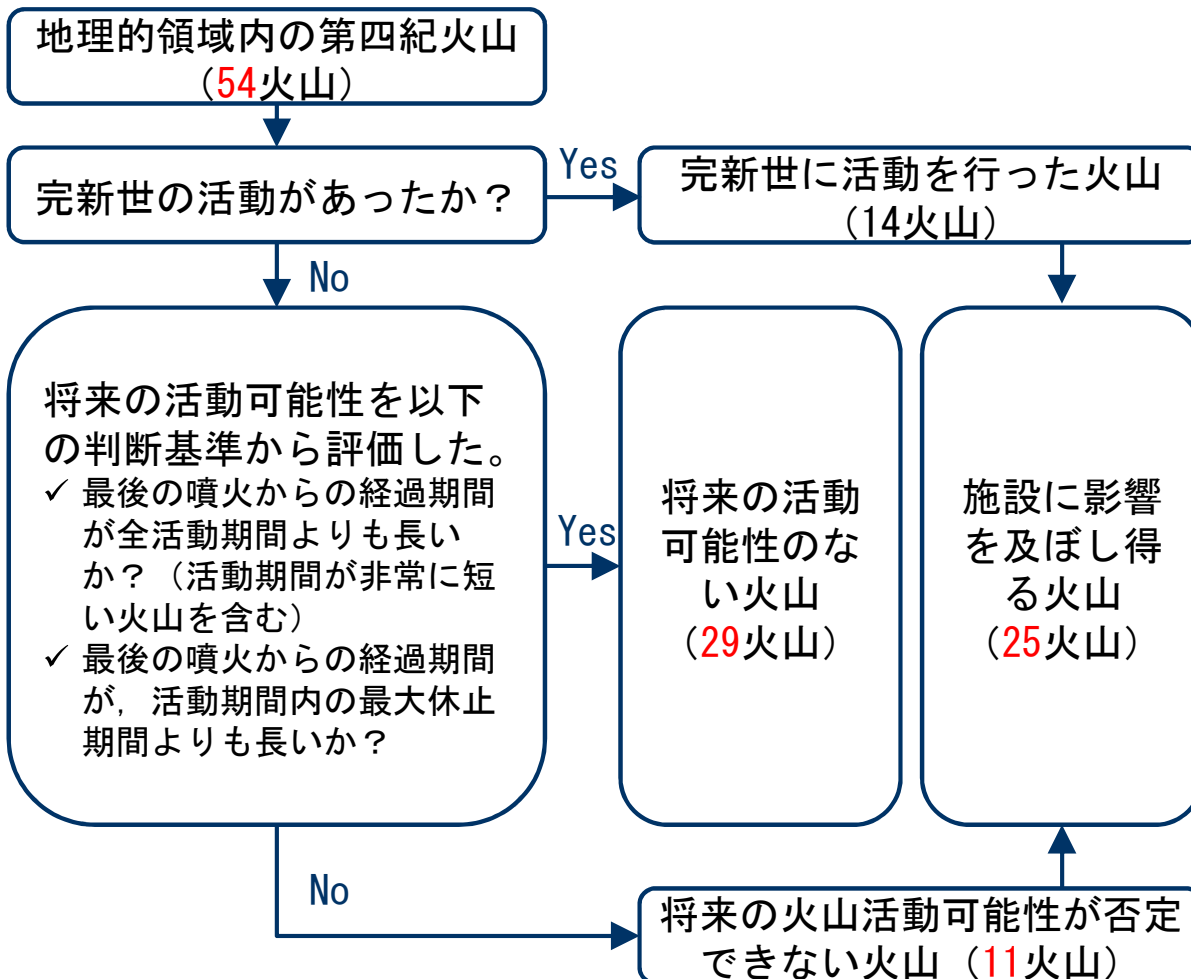 地理的領域内の第四紀火山
(54火山)
完新世の活動があったか?
Yes
完新世に活動を行った火山
(14火山)
No
将来の活動可能性を以下
の判断基準から評価した。
✓ 最後の噴火からの経過期間
が全活動期間よりも長い
か?(活動期間が非常に短
い火山を含む)
✓ 最後の噴火からの経過期間
が,活動期間内の最大休止
期間よりも長いか?
Yes
将来の活動
可能性のな
い火山
(29火山)
施設に影響
を及ぼし得
る火山
(25火山)
No
将来の火山活動可能性が否定
できない火山(11火山)